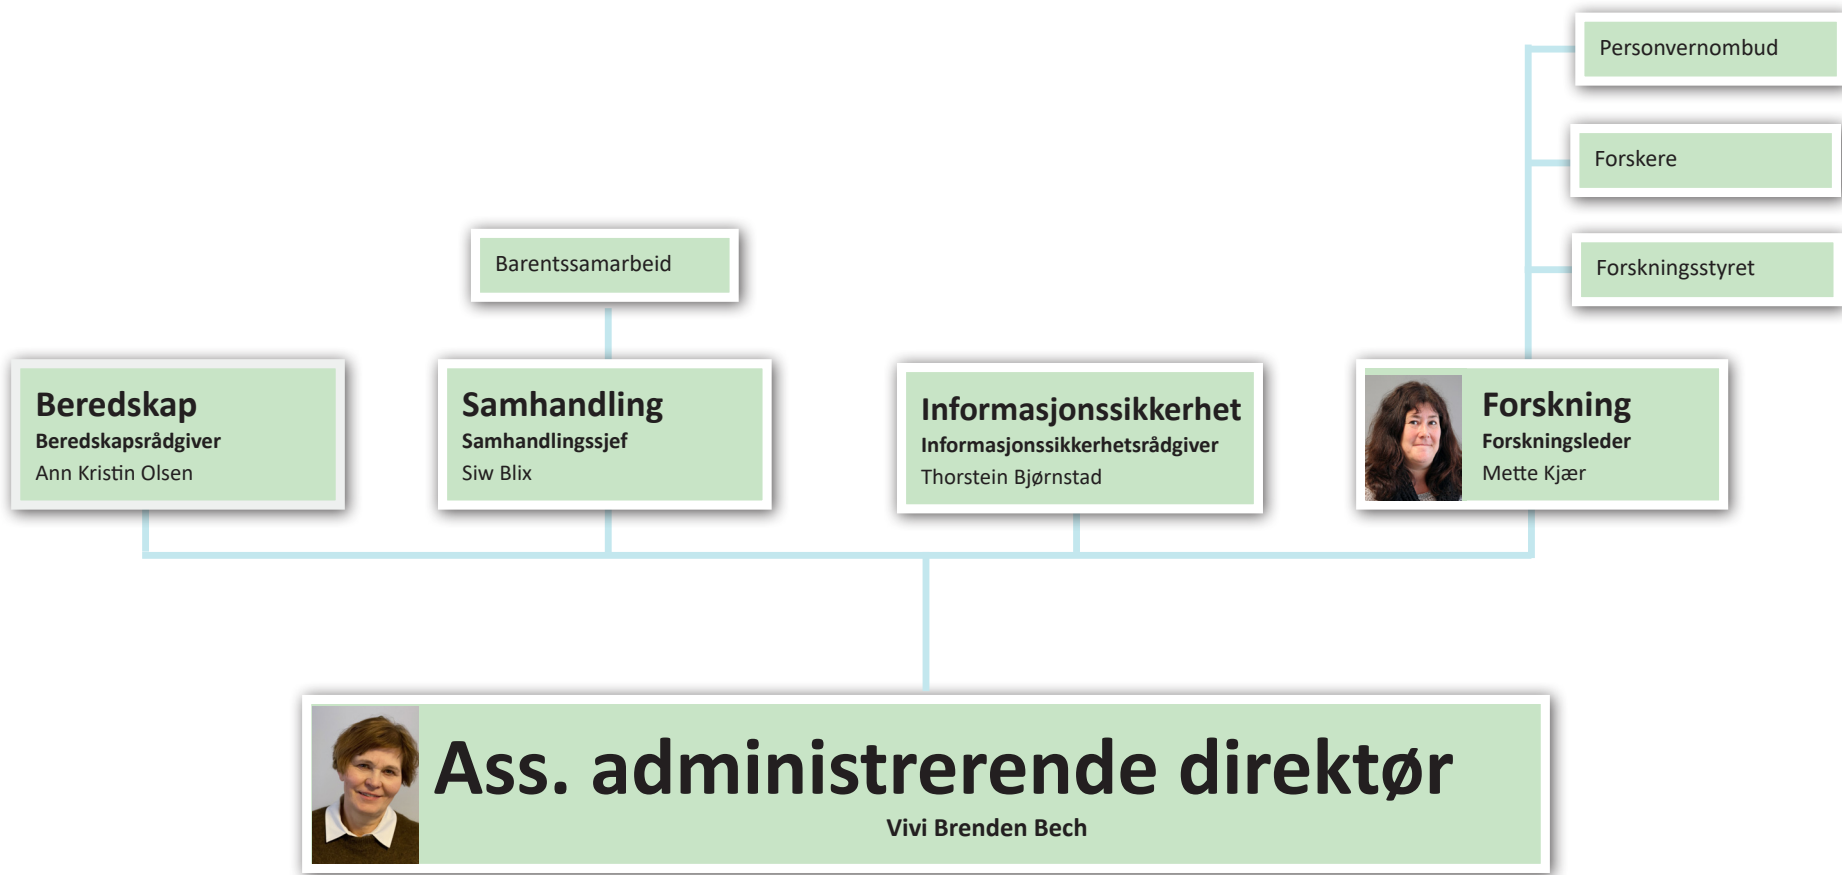 Personvernombud
Forskere
Forskningsstyret
Barentssamarbeid
Beredskap
Beredskapsrådgiver
Ann Kristin Olsen
Samhandling
Samhandlingssjef
Siw Blix
Informasjonssikkerhet
Informasjonssikkerhetsrådgiver
Thorstein Bjørnstad
Forskning
Forskningsleder
Mette Kjær
Ass. administrerende direktør
Vivi Brenden Bech